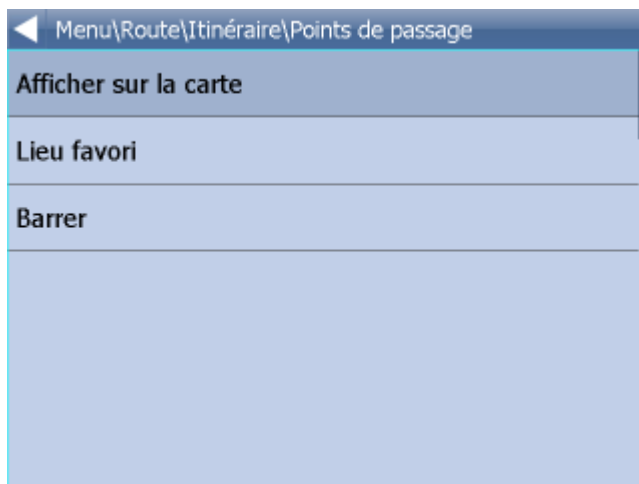 Menu\Route\Itinéraire\Points de passage
Afficher sur la carte
Lieu favori
Barrer